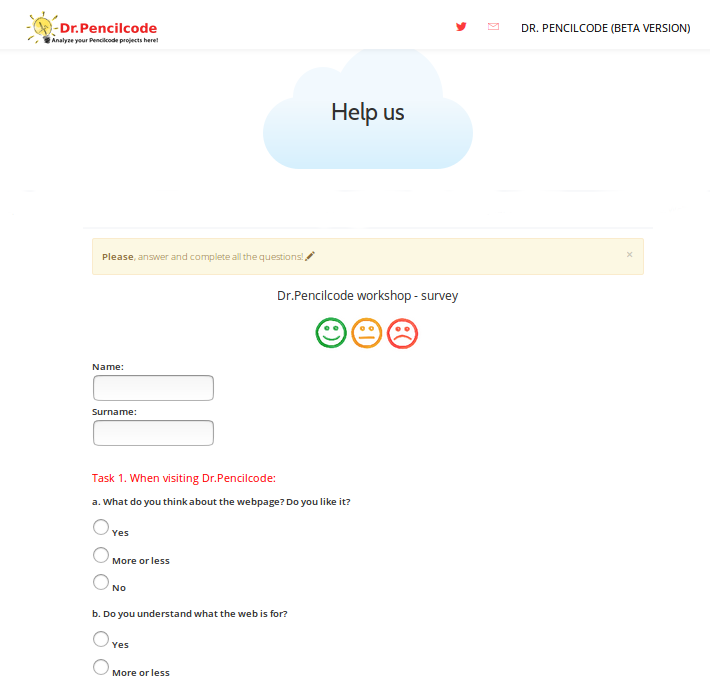 Dr.Pencilcode
Analyze your Pencilcode projects here!
DR. PENCILCODE (BETA VERSION)
Help us
Please, answer and complete all the questions!
×
Dr.Pencilcode workshop - survey
Name:
Surname:
Task 1. When visiting Dr.Pencilcode:
a. What do you think about the webpage? Do you like it?
Yes
More or less
No
b. Do you understand what the web is for?
Yes
More or less